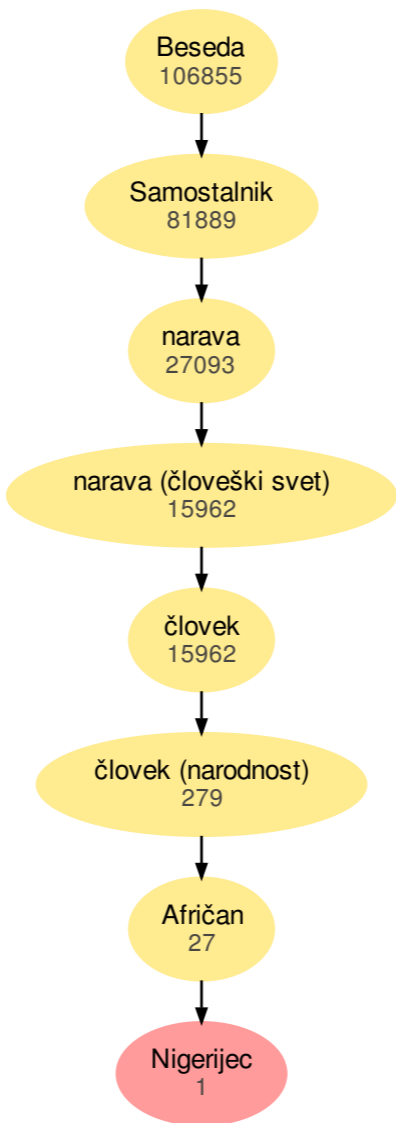 Beseda
106855
Samostalnik
81889
narava
27093
narava (človeški svet)
15962
človek
15962
človek (narodnost)
279
Afričan
27
Nigerijec
1